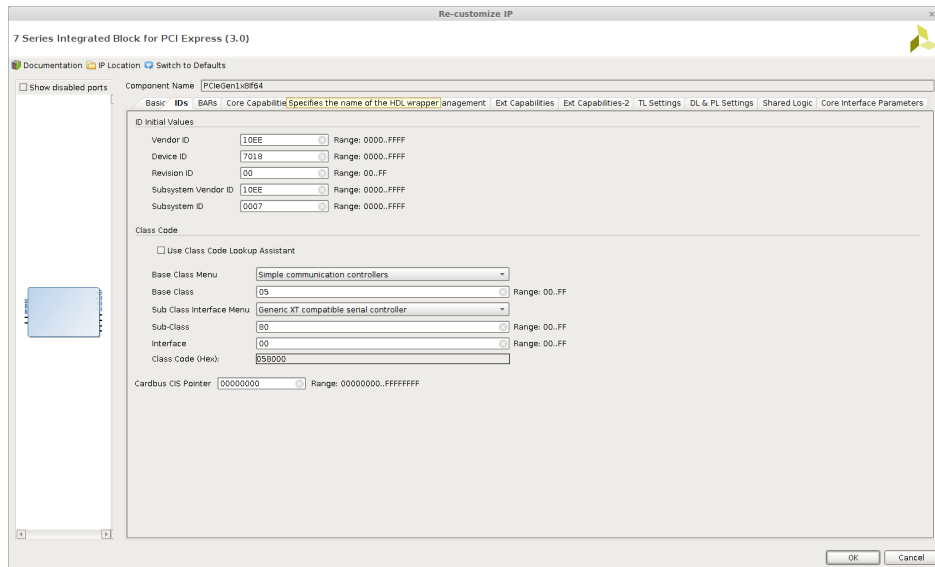 Re-customize IP
7 Series Integrated Block for PCI Express (3.0)
Documentation IP Location Switch to Defaults
Show disabled ports
Component Name PCIeGen1x8If64
Basic IDs BARs Core Capabilitie Specifies the name of the HDL wrapper anagement Ext Capabilities Ext Capabilities-2 TL Settings DL & PL Settings Shared Logic Core Interface Parameters
ID Initial Values
Vendor ID 10EE Range: 0000..FFFF
Device ID 7018 Range: 0000..FFFF
Revision ID 00 Range: 00..FF
Subsystem Vendor ID 10EE Range: 0000..FFFF
Subsystem ID 0007 Range: 0000..FFFF
Class Code
Use Class Code Lookup Assistant
Base Class Menu Simple communication controllers
Base Class 05 Range: 00..FF
Sub Class Interface Menu Generic XT compatible serial controller
Sub-Class 80 Range: 00..FF
Interface 00 Range: 00..FF
Class Code (Hex): 058000
Cardbus CIS Pointer 00000000 Range: 00000000..FFFFFFFF
OK Cancel